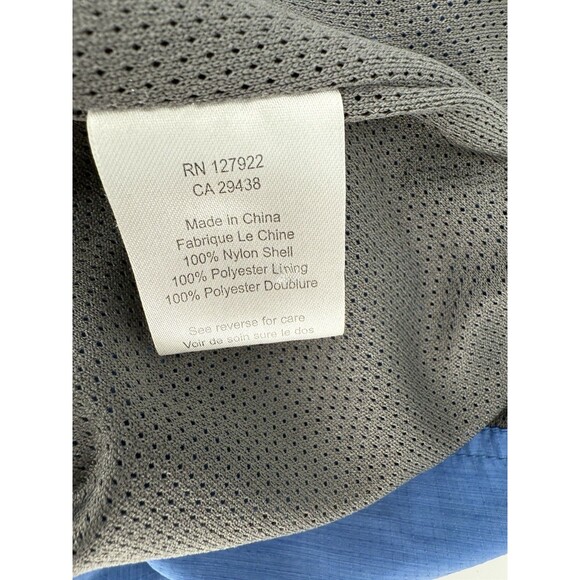 RN 127922
CA 29438
Made in China
Fabrique Le Chine
100% Nylon Shell
100% Polyester Lining
100% Polyester Doublure
See reverse for care
Voir de soin sure le dos